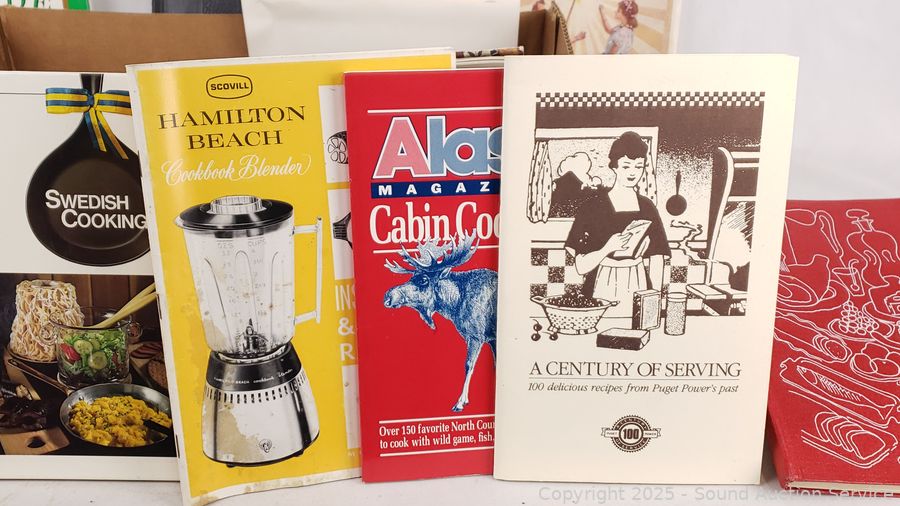 SWEDISH
COOKING
SCOVILL
HAMILTON
BEACH
Cookbook Blender
Alas
MAGAZ
Cabin Coo
Over 150 favorite North Coun
to cook with wild game, fish,
A CENTURY OF SERVING
100 delicious recipes from Puget Power's past
100
Copyright 2025 - Sound Auction Service